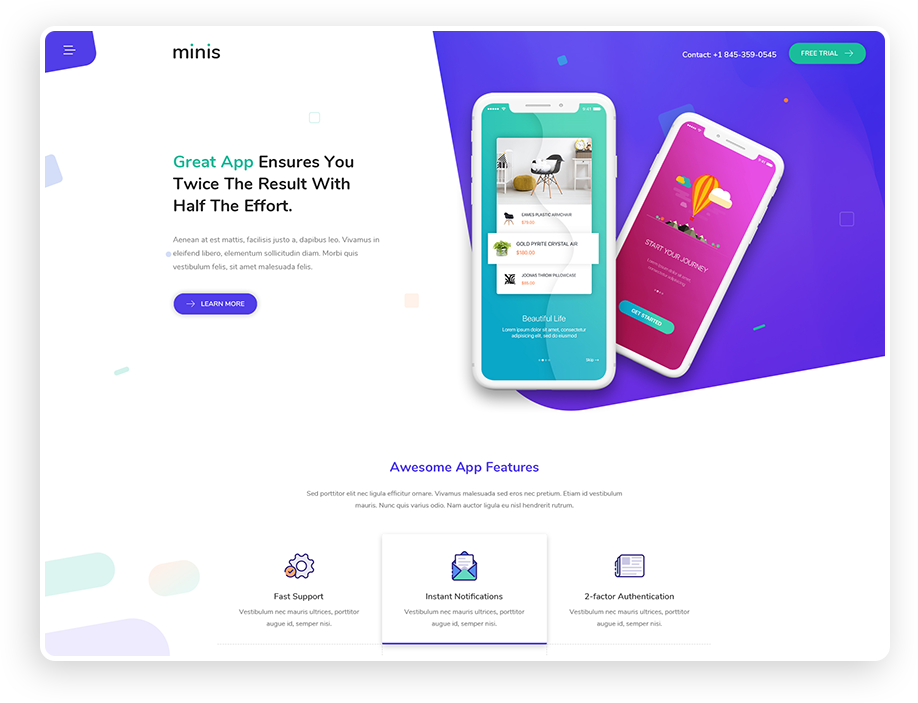 minis
Contact: +1 845-359-0545
FREE TRIAL
Great App Ensures You
Twice The Result With
Half The Effort.
Aenean at est mattis, facilisis justo a, dapibus leo. Vivamus in
eleifend libero, elementum sollicitudin diam. Morbi quis
vestibulum felis, sit amet malesuada felis.
LEARN MORE
EAMES PLASTIC ARMCHAIR
$79.00
GOLD PYRITE CRYSTAL AIR
$100.00
JOONAS THROW PILLOWCASE
Beautiful Life
Lorem ipsum dolor sit amet, consectetur
adipiscing elit, sed do eiusmod.
Skip
START YOUR JOURNEY
Lorem ipsum dolor sit amet,
consectetur adipiscing
GET STARTED
Awesome App Features
Sed porttitor elit nec ligula efficitur ornare. Vivamus malesuada sed eros nec pretium. Etiam id vestibulum
mauris. Nunc quis varius odio. Nam auctor ligula eu nisl hendrerit rutrum.
Fast Support
Vestibulum nec mauris ultrices, porttitor
augue id, semper nisi.
Instant Notifications
Vestibulum nec mauris ultrices, porttitor
augue id, semper nisi.
2-factor Authentication
Vestibulum nec mauris ultrices, porttitor
augue id, semper nisi.